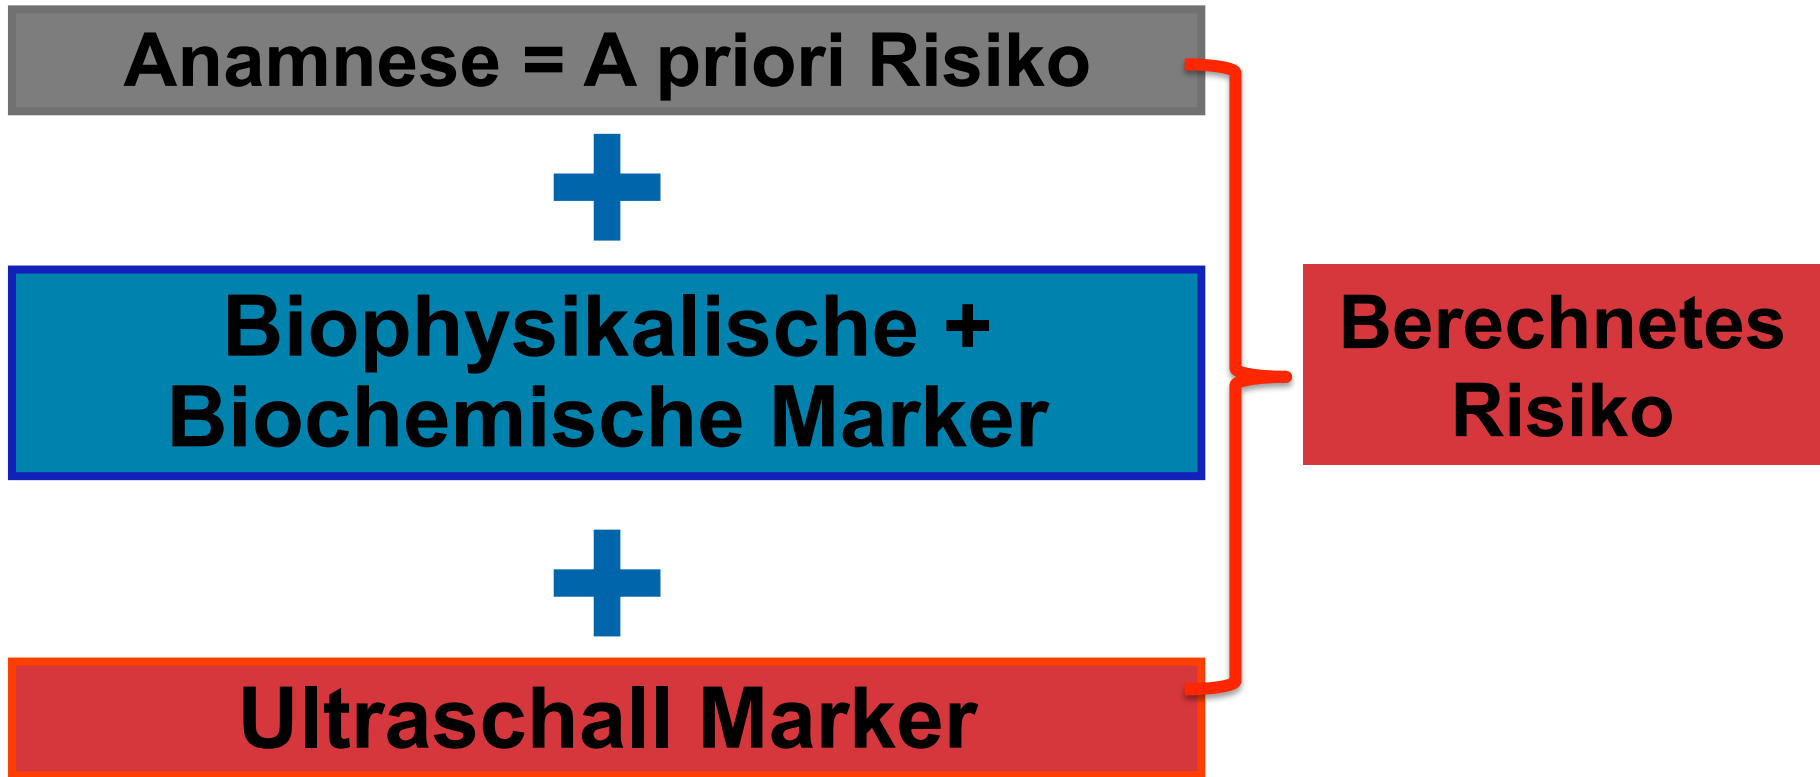 Anamnese = A priori Risiko
Biophysikalische +
Biochemische Marker
Ultraschall Marker
Berechnetes
Risiko